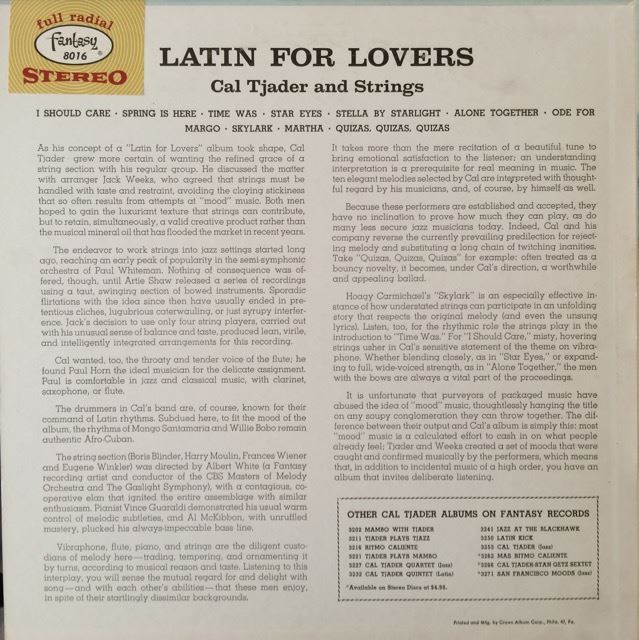 full radial
Fantasy
8016
®
STEREO
LATIN FOR LOVERS
Cal Tjader and Strings
I SHOULD CARE · SPRING IS HERE · TIME WAS · STAR EYES · STELLA BY STARLIGHT · ALONE TOGETHER · ODE FOR
MARGO · SKYLARK · MARTHA · QUIZAS, QUIZAS, QUIZAS
As his concept of a "Latin for Lovers" album took shape, Cal
Tjader grew more certain of wanting the refined grace of a
string section with his regular group. He discussed the matter
with arranger Jack Weeks, who agreed that strings must be
handled with taste and restraint, avoiding the cloying stickiness
that so often results from attempts at "mood" music. Both men
hoped to gain the luxuriant texture that strings can contribute,
but to retain, simultaneously, a valid creative product rather than
the musical mineral oil that has flooded the market in recent years.
The endeavor to work strings into jazz settings started long
ago, reaching an early peak of popularity in the semi-symphonic
orchestra of Paul Whiteman. Nothing of consequence was of-
fered, though, until Artie Shaw released a series of recordings
using a taut, swinging section of bowed instruments. Sporadic
flirtations with the idea since then have usually ended in pre-
tentious cliches, lugubrious caterwauling, or just syrupy interfer-
ence. Jack's decision to use only four string players, carried out
with his unusual sense of balance and taste, produced lean, virile,
and intelligently integrated arrangements for this recording.
Cal wanted, too, the throaty and tender voice of the flute; he
found Paul Horn the ideal musician for the delicate assignment.
Paul is comfortable in jazz and classical music, with clarinet,
saxophone, or flute.
The drummers in Cal's band are, of course, known for their
command of Latin rhythms. Subdued here, to fit the mood of the
album, the rhythms of Mongo Santamaria and Willie Bobo remain
authentic Afro-Cuban.
The string section (Boris Blinder, Harry Moulin, Frances Wiener
and Eugene Winkler) was directed by Albert White (a Fantasy
recording artist and conductor of the CBS Masters of Melody
Orchestra and The Gaslight Symphony), with a contagious, co-
operative elan that ignited the entire assemblage with similar
enthusiasm. Pianist Vince Guaraldi demonstrated his usual warm
control of melodic subtleties, and Al McKibbon, with unruffled
mastery, plucked his always-impeccable bass line.
Vibraphone, flute, piano, and strings are the diligent custo-
dians of melody here—trading, tempering, and ornamenting it
by turns, according to musical reason and taste. Listening to this
interplay, you will sense the mutual regard for and delight with
song—and with each other's abilities—that these men enjoy,
in spite of their startlingly dissimilar backgrounds.
It takes more than the mere recitation of a beautiful tune to
bring emotional satisfaction to the listener; an understanding
interpretation is a prerequisite for real meaning in music. The
ten elegant melodies selected by Cal are interpreted with thought-
ful regard by his musicians, and, of course, by himself as well.
Because these performers are established and accepted, they
have no inclination to prove how much they can play, as do
many less secure jazz musicians today. Indeed, Cal and his
company reverse the currently prevailing predilection for reject-
ing melody and substituting a long chain of twitching inanities.
Take "Quizas, Quizas, Quizas" for example: often treated as a
bouncy novelty, it becomes, under Cal's direction, a worthwhile
and appealing ballad.
Hoagy Carmichael's "Skylark" is an especially effective in-
stance of how understated strings can participate in an unfolding
story that respects the original melody (and even the unsung
lyrics). Listen, too, for the rhythmic role the strings play in the
introduction to "Time Was." For "I Should Care," misty, hovering
strings usher in Cal's sensitive statement of the theme on vibra-
phone. Whether blending closely, as in "Star Eyes," or expand-
ing to full, wide-voiced strength, as in "Alone Together," the men
with the bows are always a vital part of the proceedings.
It is unfortunate that purveyors of packaged music have
abused the idea of "mood" music, thoughtlessly hanging the title
on any soupy conglomeration they can throw together. The dif-
ference between their output and Cal's album is simply this: most
"mood" music is a calculated effort to cash in on what people
already feel; Tjader and Weeks created a set of moods that were
caught and confirmed musically by the performers, which means
that, in addition to incidental music of a high order, you have an
album that invites deliberate listening.
OTHER CAL TJADER ALBUMS ON FANTASY RECORDS
3202 MAMBO WITH TJADER
3211 TJADER PLAYS TJAZZ
3216 RITMO CALIENTE
3221 TJADER PLAYS MAMBO
3227 CAL TJADER QUARTET (Jazz)
3232 CAL TJADER QUINTET (Latin)
3241 JAZZ AT THE BLACKHAWK
3250 LATIN KICK
3253 CAL TJADER (Jazz)
*3262 MAS RITMO CALIENTE
*3266 CAL TJADER-STAN GETZ SEXTET
*3271 SAN FRANCISCO MOODS (Jazz)
*Available on Stereo Discs at $4.98.
Printed and Mfg. by Crown Album Corp., Phila. 47, Pa.